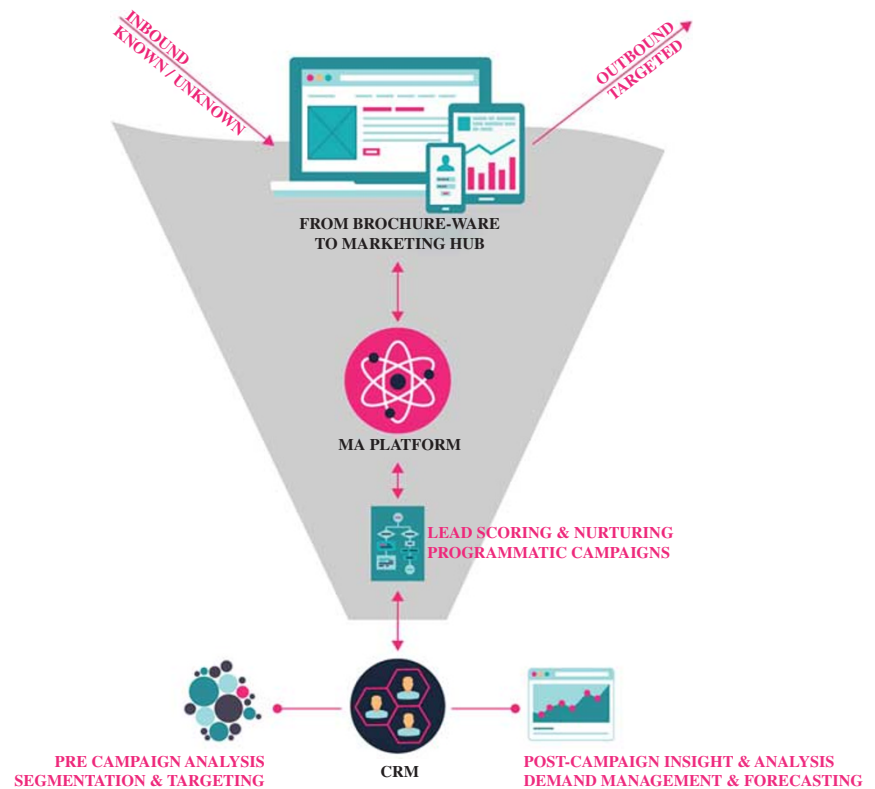 INBOUND
KNOWN / UNKNOWN
OUTBOUND
TARGETED
FROM BROCHURE-WARE
TO MARKETING HUB
MA PLATFORM
LEAD SCORING & NURTURING
PROGRAMMATIC CAMPAIGNS
CRM
PRE CAMPAIGN ANALYSIS
SEGMENTATION & TARGETING
POST-CAMPAIGN INSIGHT & ANALYSIS
DEMAND MANAGEMENT & FORECASTING